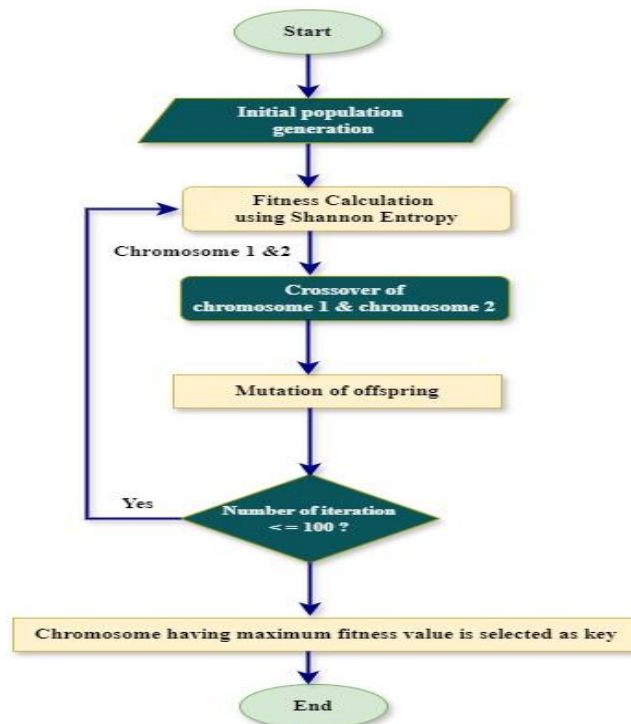 Start
Initial population
generation
Fitness Calculation
using Shannon Entropy
Chromosome 1 &2
Crossover of
chromosome 1 & chromosome 2
Mutation of offspring
Yes
Number of iteration
< = 100 ?
Chromosome having maximum fitness value is selected as key
End